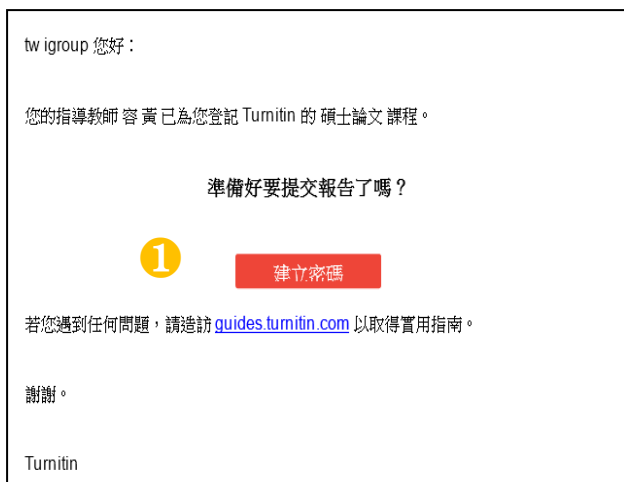 tw igroup 您好：
您的指導教師 容 黃 已為您登記 Turnitin 的 碩士論文 課程。
準備好要提交報告了嗎？
1
建立密碼
若您遇到任何問題，請造訪 guides.turnitin.com 以取得實用指南。
謝謝。
Turnitin